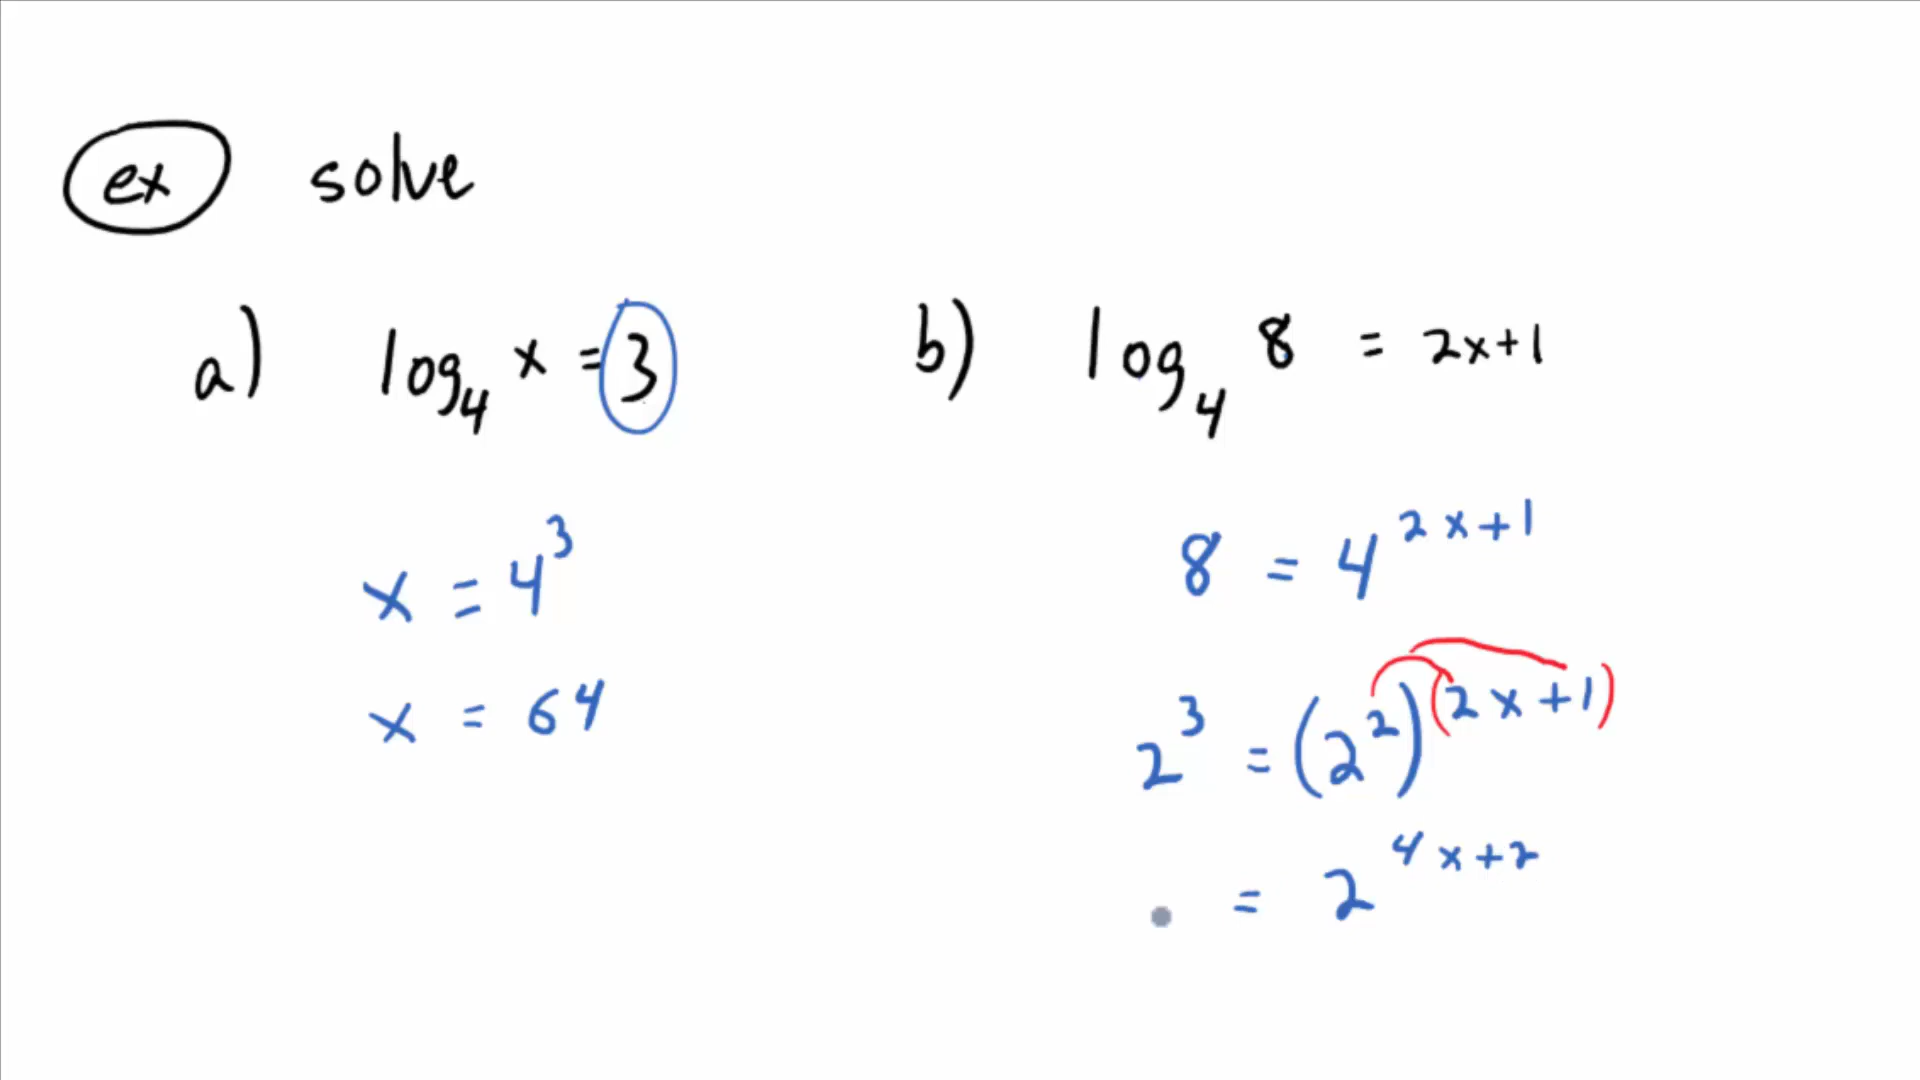 ex solve
a) log₄ x = 3
x = 4³
x = 64
b) log₄ 8 = 2x+1
8 = 4^(2x+1)
2³ = (2²)^(2x+1)
= 2^(4x+2)